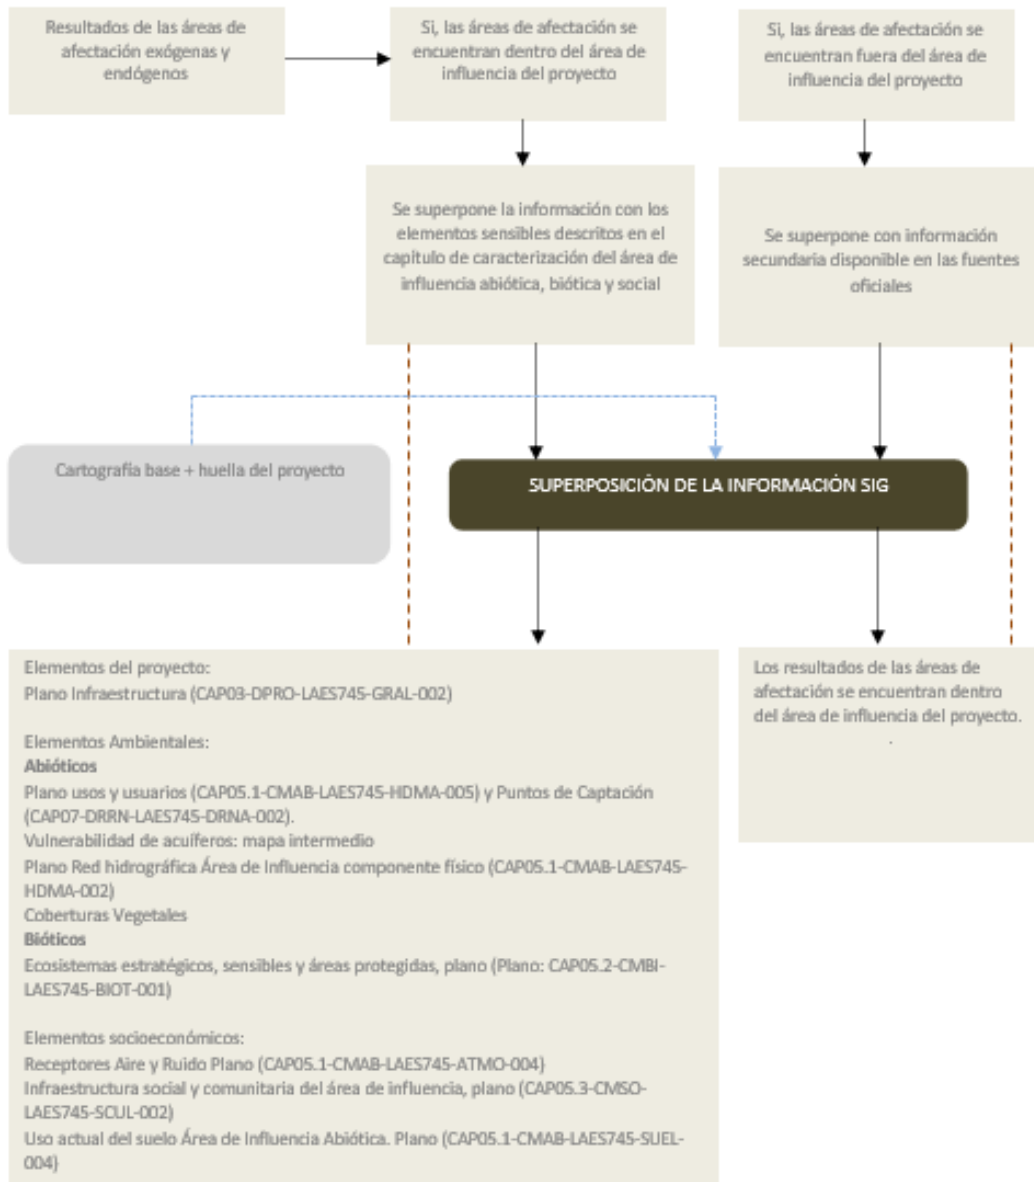 Resultados de las áreas de
afectación exógenas y
endógenos
Si, las áreas de afectación se
encuentran dentro del área de
influencia del proyecto
Si, las áreas de afectación se
encuentran fuera del área de
influencia del proyecto
Se superpone la información con los
elementos sensibles descritos en el
capítulo de caracterización del área de
influencia abiótica, biótica y social
Se superpone con información
secundaria disponible en las fuentes
oficiales
Cartografía base + huella del proyecto
SUPERPOSICIÓN DE LA INFORMACIÓN SIG
Elementos del proyecto:
Plano Infraestructura (CAP03-DPRO-LAES745-GRAL-002)
Elementos Ambientales:
Abióticos
Plano usos y usuarios (CAP05.1-CMAB-LAES745-HDMA-005) y Puntos de Captación
(CAP07-DRRN-LAES745-DRNA-002).
Vulnerabilidad de acuíferos: mapa intermedio
Plano Red hidrográfica Área de Influencia componente físico (CAP05.1-CMAB-LAES745-
HDMA-002)
Coberturas Vegetales
Bióticos
Ecosistemas estratégicos, sensibles y áreas protegidas, plano (Plano: CAP05.2-CMBI-
LAES745-BIOT-001)
Elementos socioeconómicos:
Receptores Aire y Ruido Plano (CAP05.1-CMAB-LAES745-ATMO-004)
Infraestructura social y comunitaria del área de influencia, plano (CAP05.3-CMSO-
LAES745-SCUL-002)
Uso actual del suelo Área de Influencia Abiótica. Plano (CAP05.1-CMAB-LAES745-SUEL-
004)
Los resultados de las áreas de
afectación se encuentran dentro
del área de influencia del proyecto.
.